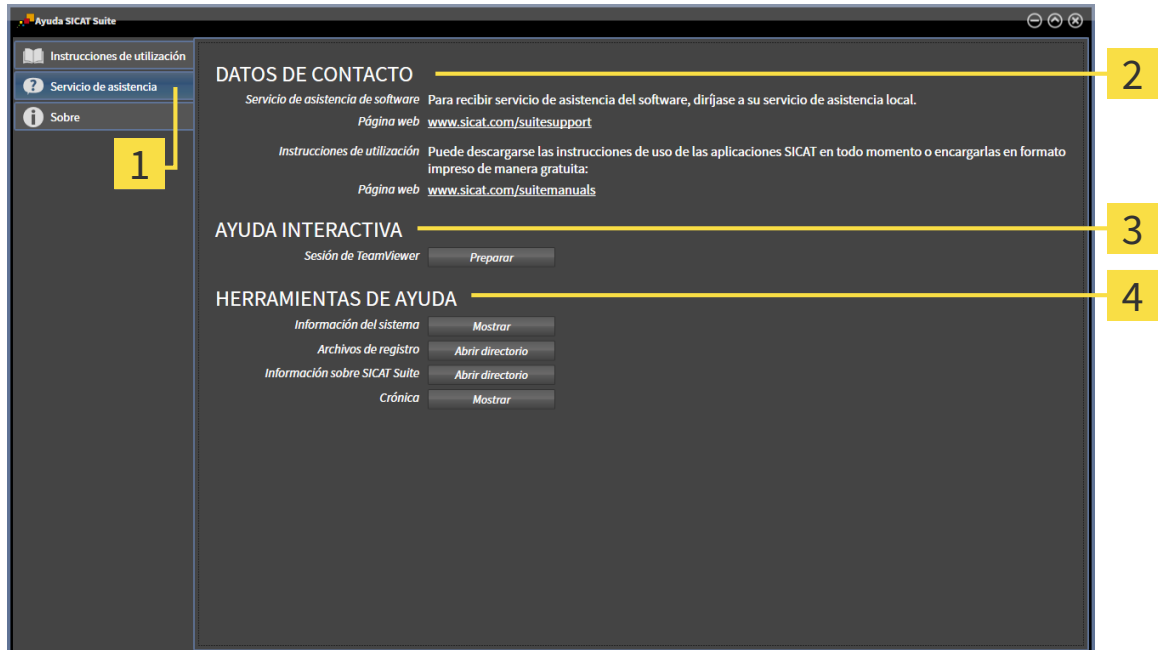 Ayuda SICAT Suite
Instrucciones de utilización
Servicio de asistencia
Sobre
1
DATOS DE CONTACTO
2
Servicio de asistencia de software Para recibir servicio de asistencia del software, diríjase a su servicio de asistencia local.
Página web www.sicat.com/suitesupport
Instrucciones de utilización Puede descargarse las instrucciones de uso de las aplicaciones SICAT en todo momento o encargarlas en formato
impreso de manera gratuita:
Página web www.sicat.com/suitemanuals
AYUDA INTERACTIVA
3
Sesión de TeamViewer Preparar
HERRAMIENTAS DE AYUDA
4
Información del sistema Mostrar
Archivos de registro Abrir directorio
Información sobre SICAT Suite Abrir directorio
Crónica Mostrar